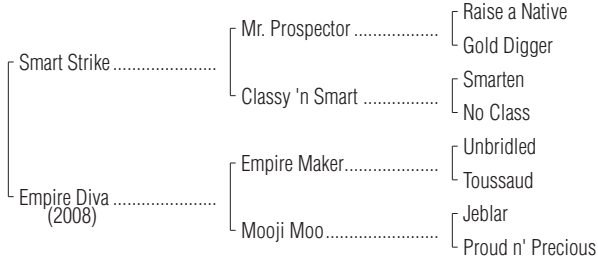 Raise a Native
Mr. Prospector ..................
Gold Digger
Smart Strike ......................
Smarten
Classy 'n Smart ................
No Class
Unbridled
Empire Maker....................
Toussaud
Empire Diva ......................
(2008)
Jeblar
Mooji Moo........................
Proud n' Precious